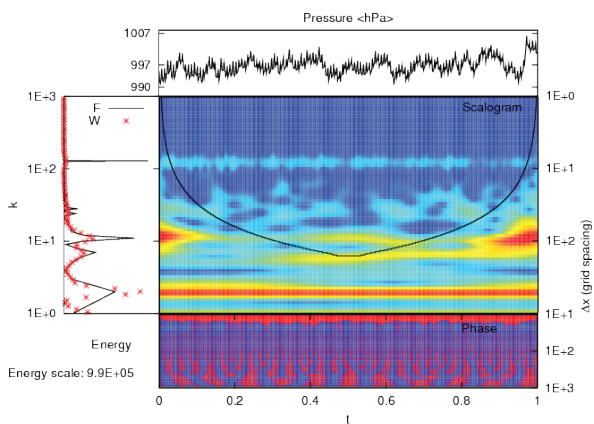 Pressure <hPa>
1007
997
990
1E+3
F
W
1E+2
k
1E+1
1E+0
Scalogram
1E+0
1E+1
1E+2
1E+1
Δx (grid spacing)
Phase
1E+2
1E+3
Energy
Energy scale: 9.9E+05
0 0.2 0.4 0.6 0.8 1
t